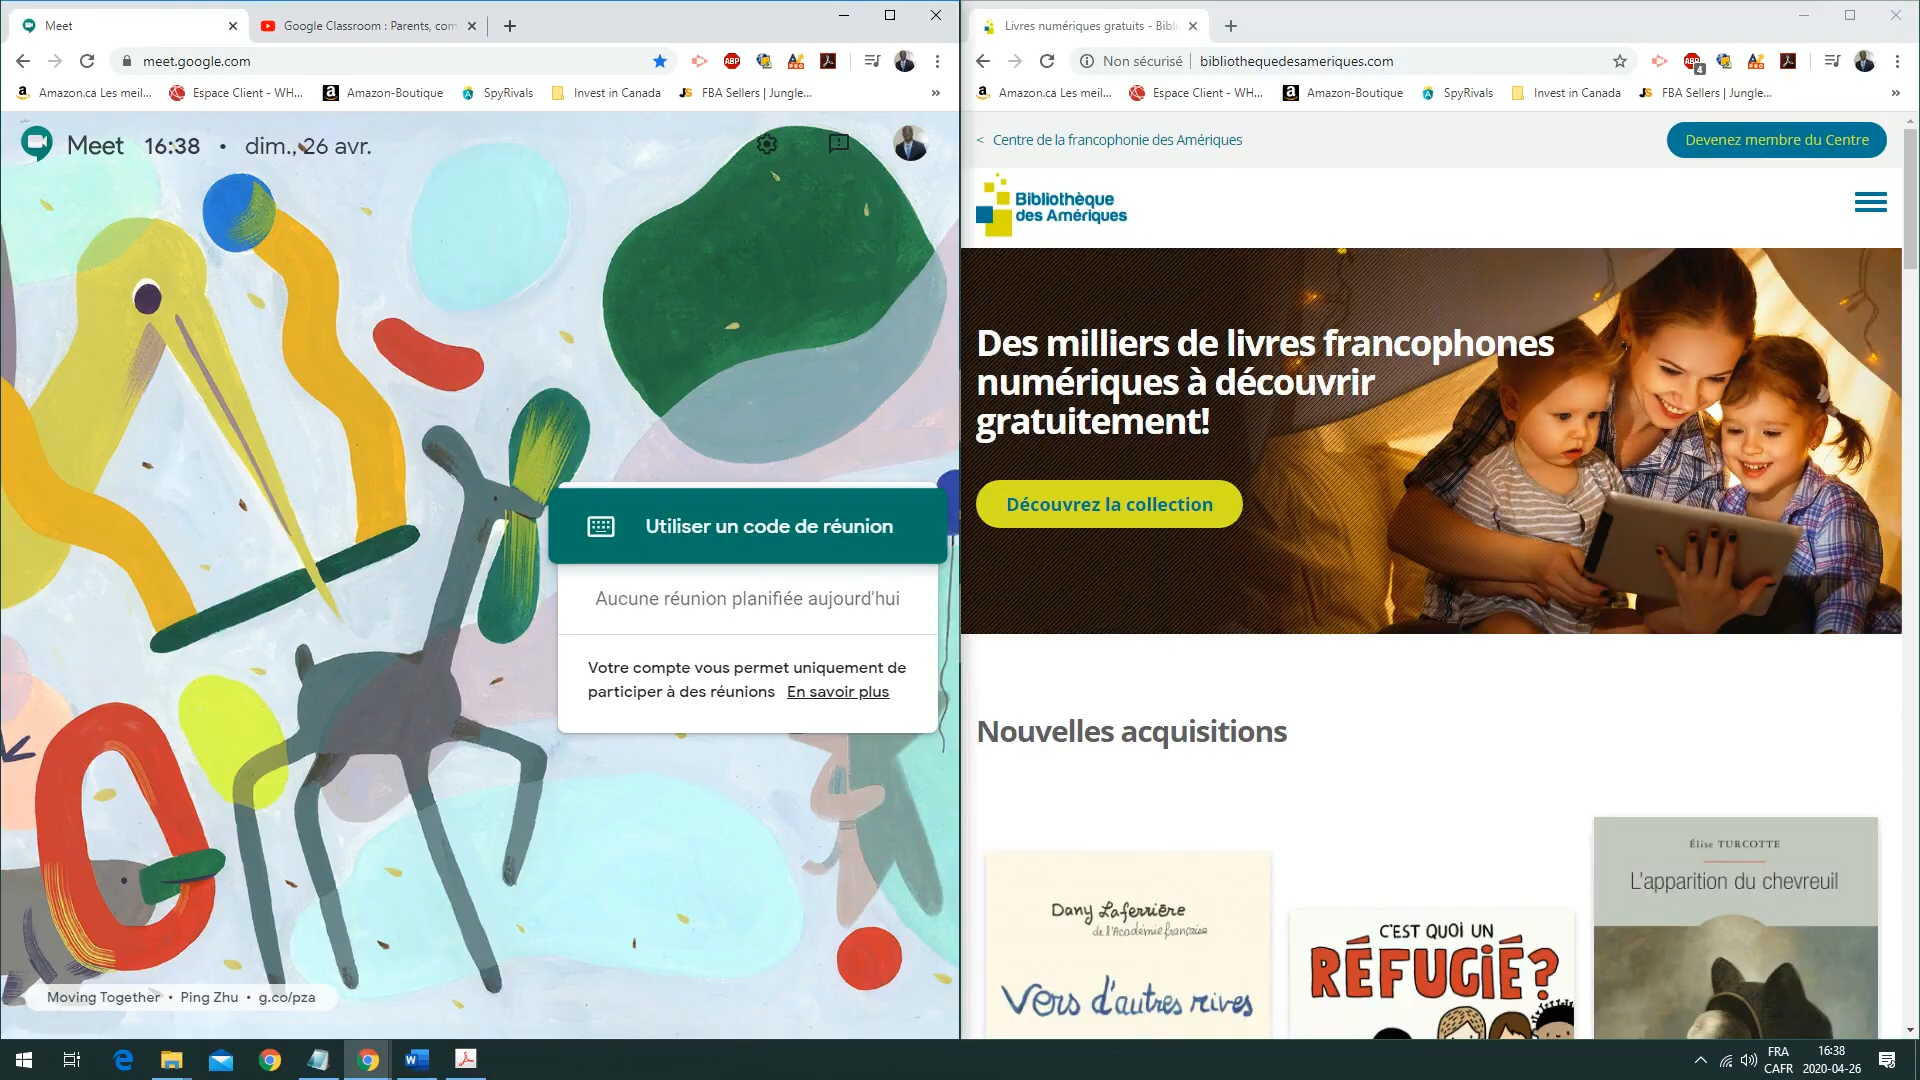 Meet
Google Classroom : Parents, com
meet.google.com
ABP
Amazon.ca Les meil...
Espace Client - WH...
Amazon-Boutique
SpyRivals
Invest in Canada
FBA Sellers | Jungle...
»
Meet 16:38 • dim., 26 avr.
Utiliser un code de réunion
Aucune réunion planifiée aujourd'hui
Votre compte vous permet uniquement de
participer à des réunions En savoir plus
Moving Together • Ping Zhu • g.co/pza
Livres numériques gratuits - Bibl
Non sécurisé | bibliothequedesameriques.com
ABP
4
Amazon.ca Les meil...
Espace Client - WH...
Amazon-Boutique
SpyRivals
Invest in Canada
FBA Sellers | Jungle...
»
< Centre de la francophonie des Amériques
Devenez membre du Centre
Bibliothèque
des Amériques
Des milliers de livres francophones
numériques à découvrir
gratuitement!
Découvrez la collection
Nouvelles acquisitions
Dany Laferrière
de l'Académie française
Vers d'autres rives
C'EST QUOI UN
RÉFUGIÉ?
Élise TURCOTTE
L'apparition du chevreuil
FRA
CAFR
16:38
2020-04-26